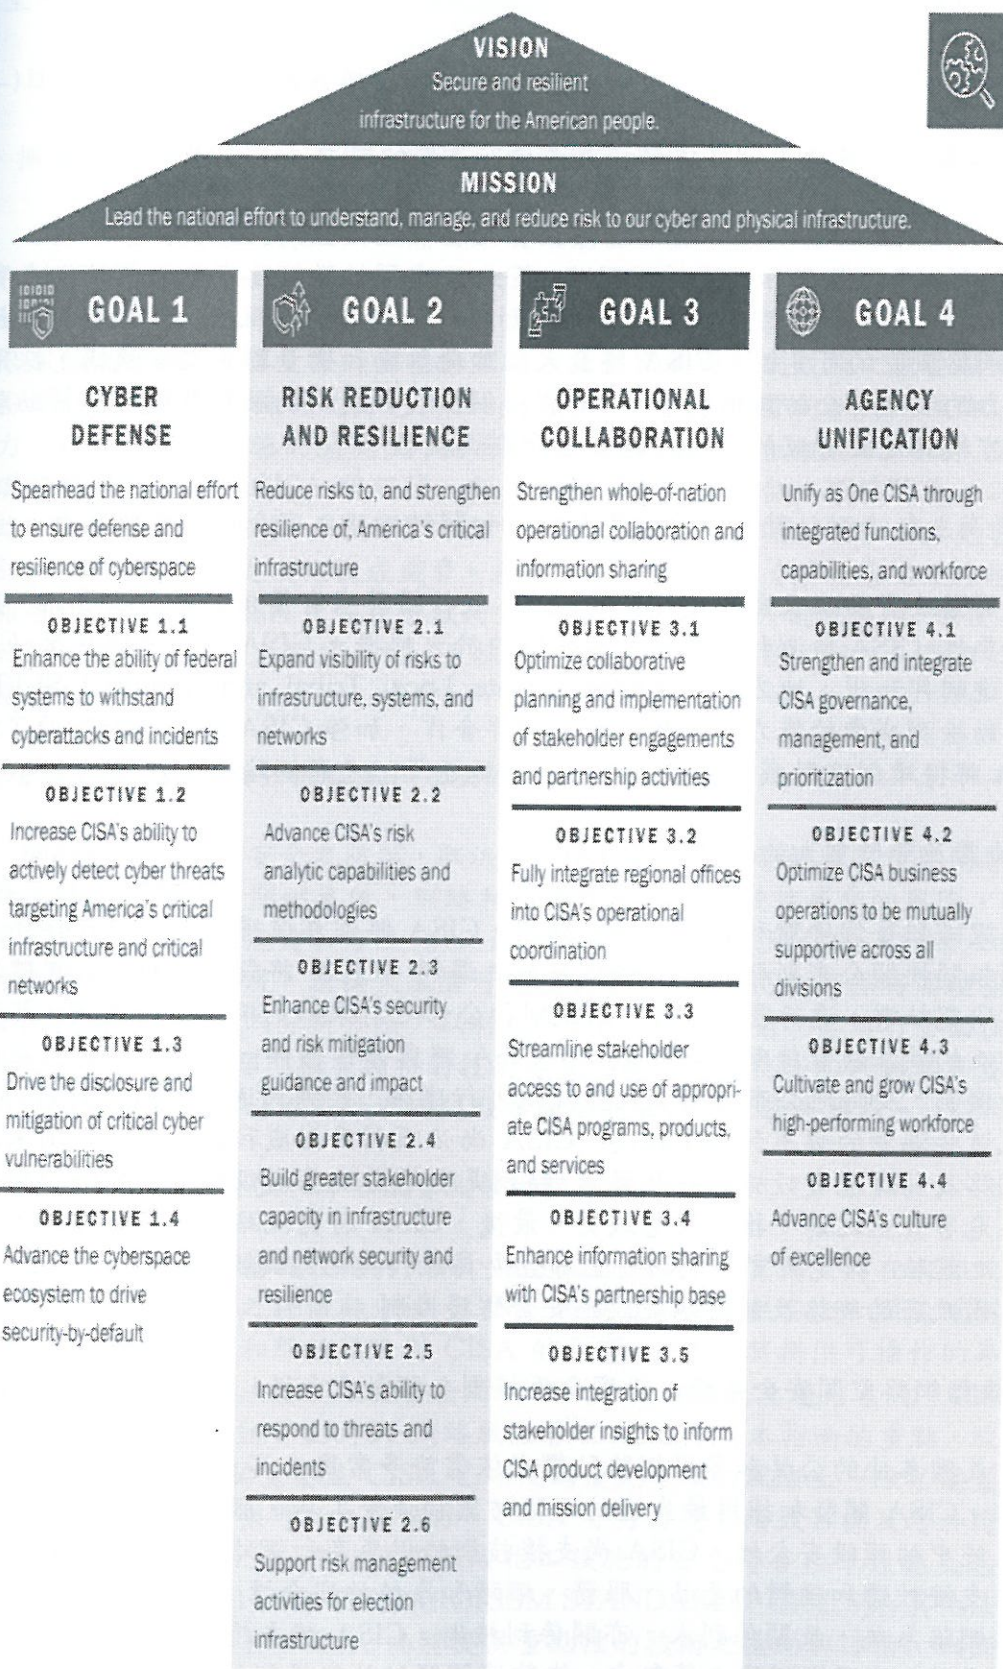 VISION
Secure and resilient
infrastructure for the American people.
MISSION
Lead the national effort to understand, manage, and reduce risk to our cyber and physical infrastructure.
GOAL 1
CYBER
DEFENSE
Spearhead the national effort
to ensure defense and
resilience of cyberspace
OBJECTIVE 1.1
Enhance the ability of federal
systems to withstand
cyberattacks and incidents
OBJECTIVE 1.2
Increase CISA's ability to
actively detect cyber threats
targeting America's critical
infrastructure and critical
networks
OBJECTIVE 1.3
Drive the disclosure and
mitigation of critical cyber
vulnerabilities
OBJECTIVE 1.4
Advance the cyberspace
ecosystem to drive
security-by-default
GOAL 2
RISK REDUCTION
AND RESILIENCE
Reduce risks to, and strengthen
resilience of, America's critical
infrastructure
OBJECTIVE 2.1
Expand visibility of risks to
infrastructure, systems, and
networks
OBJECTIVE 2.2
Advance CISA's risk
analytic capabilities and
methodologies
OBJECTIVE 2.3
Enhance CISA's security
and risk mitigation
guidance and impact
OBJECTIVE 2.4
Build greater stakeholder
capacity in infrastructure
and network security and
resilience
OBJECTIVE 2.5
Increase CISA's ability to
respond to threats and
incidents
OBJECTIVE 2.6
Support risk management
activities for election
infrastructure
GOAL 3
OPERATIONAL
COLLABORATION
Strengthen whole-of-nation
operational collaboration and
information sharing
OBJECTIVE 3.1
Optimize collaborative
planning and implementation
of stakeholder engagements
and partnership activities
OBJECTIVE 3.2
Fully integrate regional offices
into CISA's operational
coordination
OBJECTIVE 3.3
Streamline stakeholder
access to and use of appropri-
ate CISA programs, products,
and services
OBJECTIVE 3.4
Enhance information sharing
with CISA's partnership base
OBJECTIVE 3.5
Increase integration of
stakeholder insights to inform
CISA product development
and mission delivery
GOAL 4
AGENCY
UNIFICATION
Unify as One CISA through
integrated functions,
capabilities, and workforce
OBJECTIVE 4.1
Strengthen and integrate
CISA governance,
management, and
prioritization
OBJECTIVE 4.2
Optimize CISA business
operations to be mutually
supportive across all
divisions
OBJECTIVE 4.3
Cultivate and grow CISA's
high-performing workforce
OBJECTIVE 4.4
Advance CISA's culture
of excellence